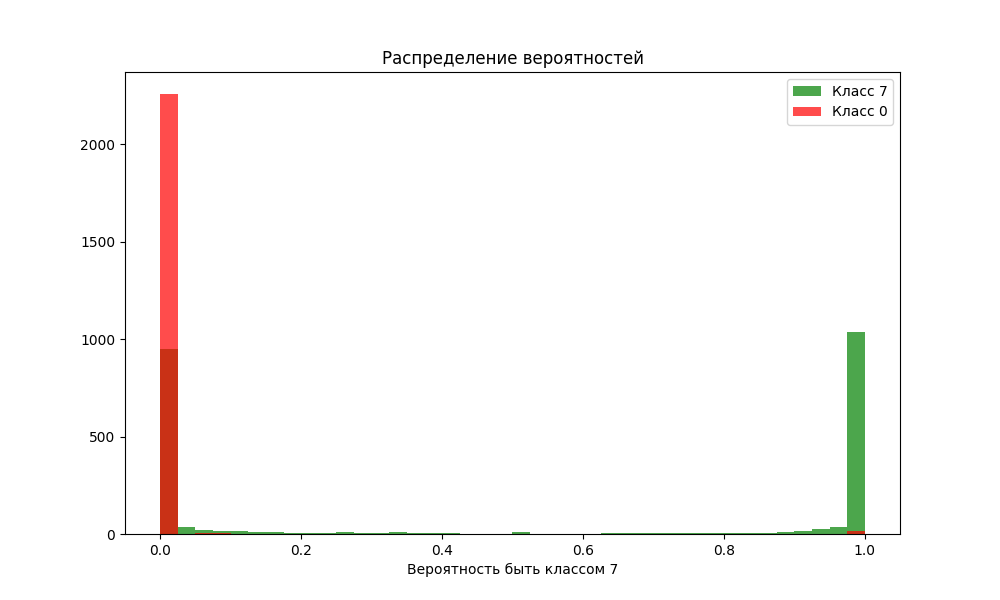 Распределение вероятностей
Класс 7
Класс 0
2000
1500
1000
500
0
0.0 0.2 0.4 0.6 0.8 1.0
Вероятность быть классом 7